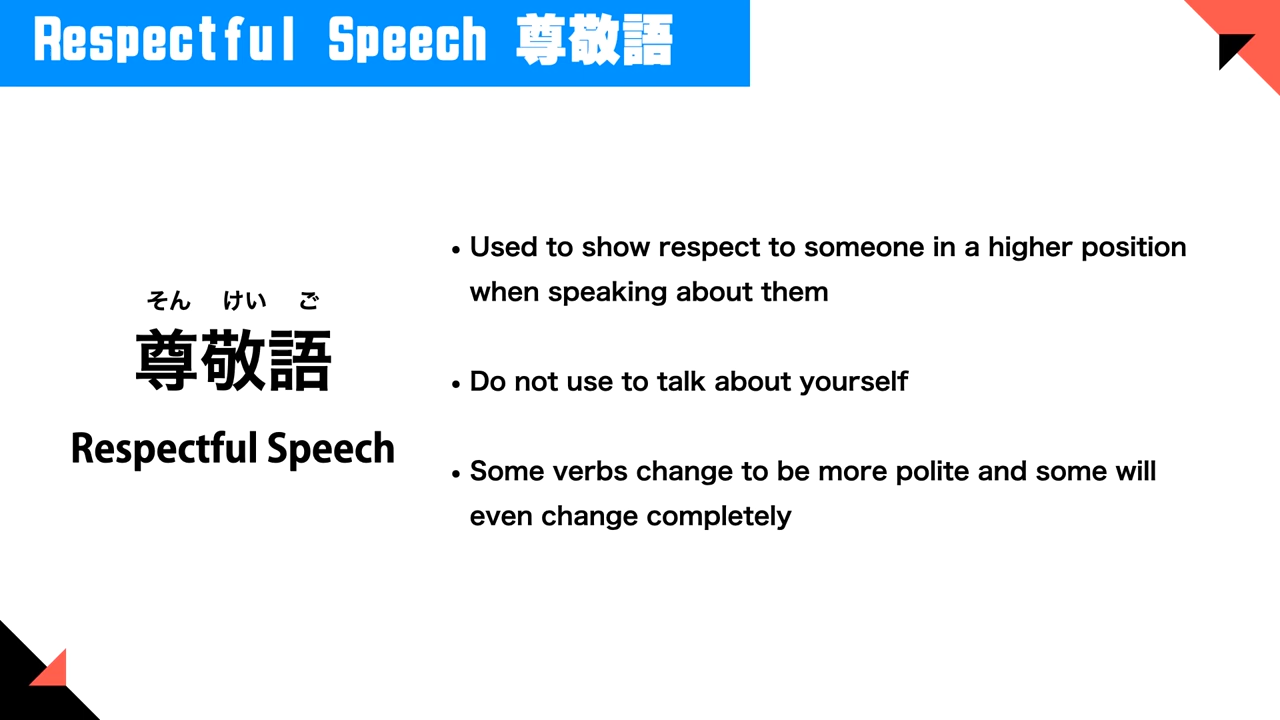 Respectful Speech 尊敬語
そん けい ご
尊敬語
Respectful Speech
• Used to show respect to someone in a higher position
when speaking about them
• Do not use to talk about yourself
• Some verbs change to be more polite and some will
even change completely